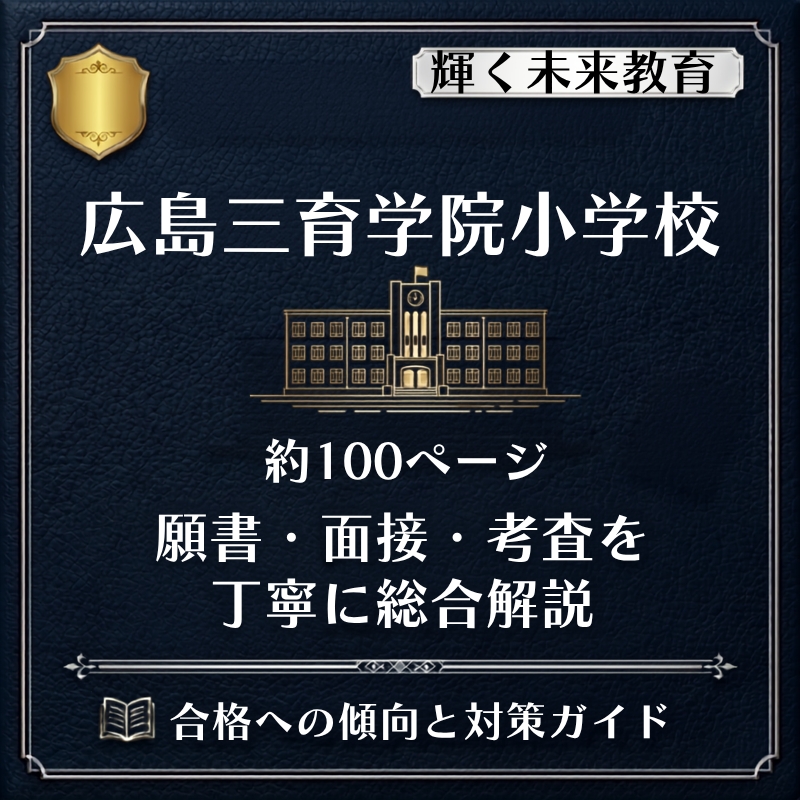 輝く未来教育
広島三育学院小学校
約100ページ
願書・面接・考査を
丁寧に総合解説
合格への傾向と対策ガイド